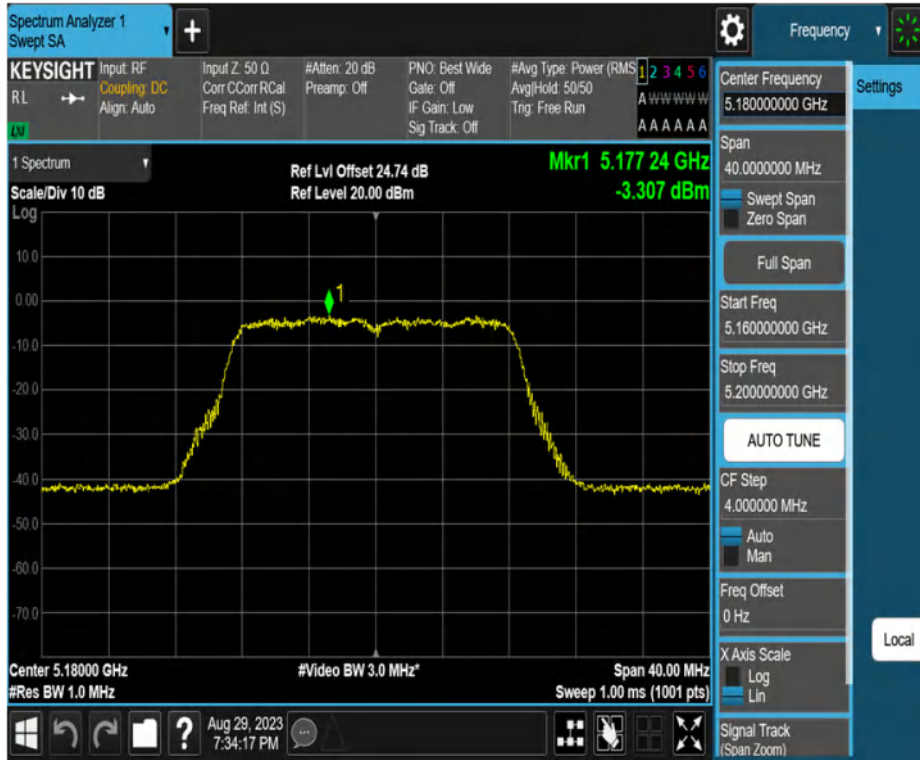 Spectrum Analyzer 1
Swept SA
+
Frequency
KEYSIGHT
RL
LXI
Input: RF
Coupling: DC
Align: Auto
Input Z: 50 Ω
Corr CCorr RCal
Freq Ref: Int (S)
#Atten: 20 dB
Preamp: Off
PNO: Best Wide
Gate: Off
IF Gain: Low
Sig Track: Off
#Avg Type: Power (RMS
Avg|Hold: 50/50
Trig: Free Run
1 2 3 4 5 6
A W W W W W
A A A A A A
1 Spectrum
Scale/Div 10 dB
Ref Lvl Offset 24.74 dB
Ref Level 20.00 dBm
Mkr1 5.177 24 GHz
-3.307 dBm
Log
10.0
0.00
-10.0
-20.0
-30.0
-40.0
-50.0
-60.0
-70.0
1
Center 5.18000 GHz
#Res BW 1.0 MHz
#Video BW 3.0 MHz*
Span 40.00 MHz
Sweep 1.00 ms (1001 pts)
Center Frequency
5.180000000 GHz
Span
40.0000000 MHz
Swept Span
Zero Span
Full Span
Start Freq
5.160000000 GHz
Stop Freq
5.200000000 GHz
AUTO TUNE
CF Step
4.000000 MHz
Auto
Man
Freq Offset
0 Hz
X Axis Scale
Log
Lin
Signal Track
(Span Zoom)
Settings
Local
?
Aug 29, 2023
7:34:17 PM